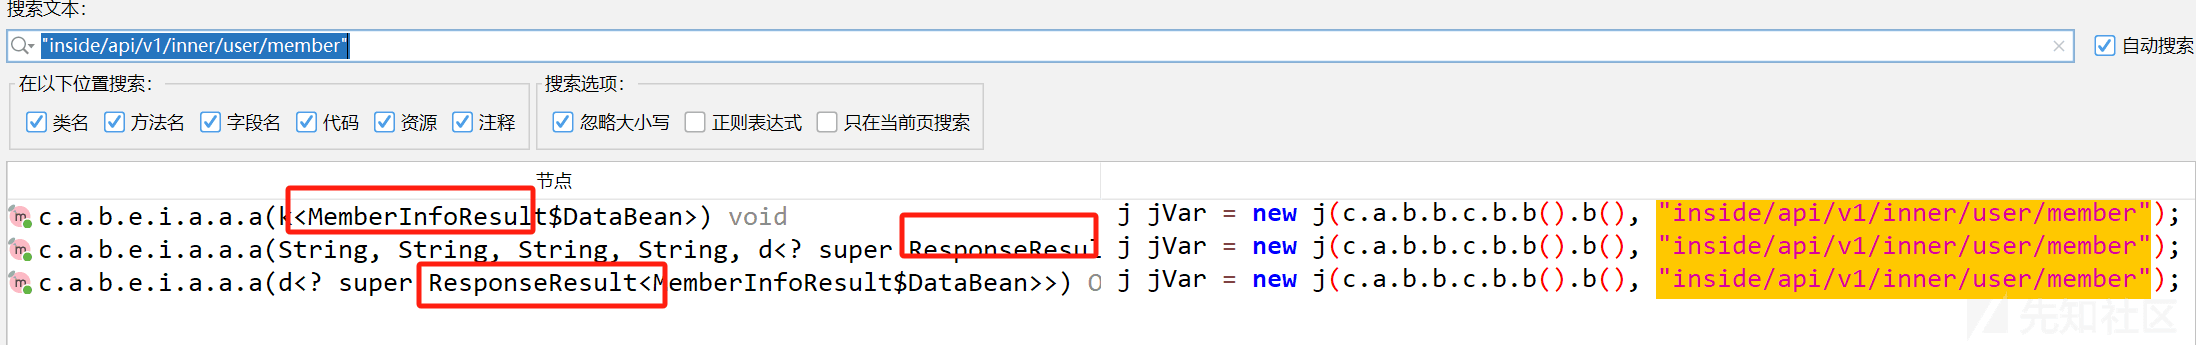 搜索文本:
"inside/api/v1/inner/user/member"
自动搜索
在以下位置搜索:
类名 方法名 字段名 代码 资源 注释
搜索选项:
忽略大小写 正则表达式 只在当前页搜索
节点
c.a.b.e.i.a.a.a(k<MemberInfoResult$DataBean>) void j jVar = new j(c.a.b.b.c.b.b().b(), "inside/api/v1/inner/user/member");
c.a.b.e.i.a.a.a(String, String, String, String, d<? super ResponseResul j jVar = new j(c.a.b.b.c.b.b().b(), "inside/api/v1/inner/user/member");
c.a.b.e.i.a.a.a(d<? super ResponseResult<MemberInfoResult$DataBean>>) O j jVar = new j(c.a.b.b.c.b.b().b(), "inside/api/v1/inner/user/member");
先知社区